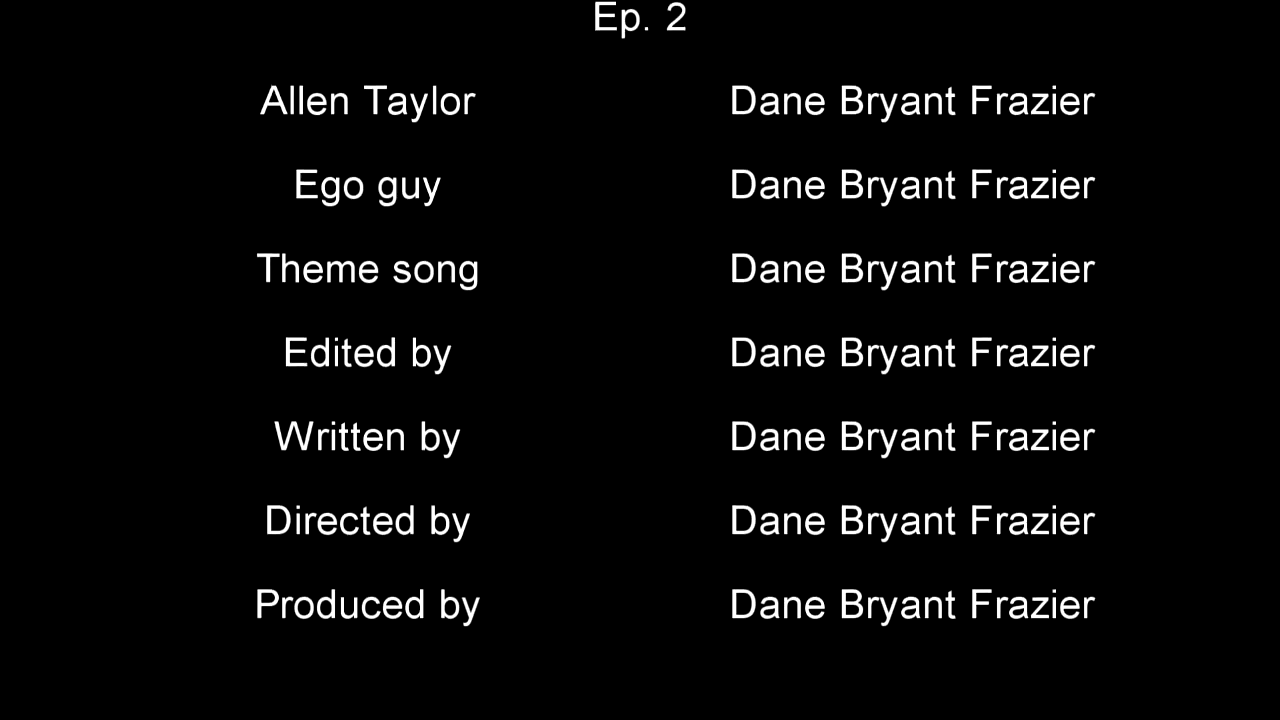 Ep. 2
Allen Taylor Dane Bryant Frazier
Ego guy Dane Bryant Frazier
Theme song Dane Bryant Frazier
Edited by Dane Bryant Frazier
Written by Dane Bryant Frazier
Directed by Dane Bryant Frazier
Produced by Dane Bryant Frazier